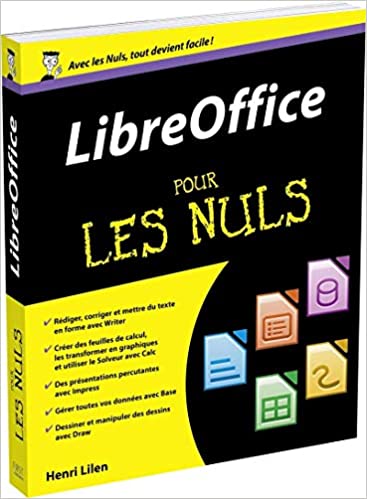 Avec les Nuls, tout devient facile !
LibreOffice
POUR
LES NULS
✓ Rédiger, corriger et mettre du texte
en forme avec Writer
✓ Créer des feuilles de calcul,
les transformer en graphiques
et utiliser le Solveur avec Calc
✓ Des présentations percutantes
avec Impress
✓ Gérer toutes vos données avec Base
✓ Dessiner et manipuler des dessins
avec Draw
Henri Lilen
LibreOffice
POUR
LES NULS